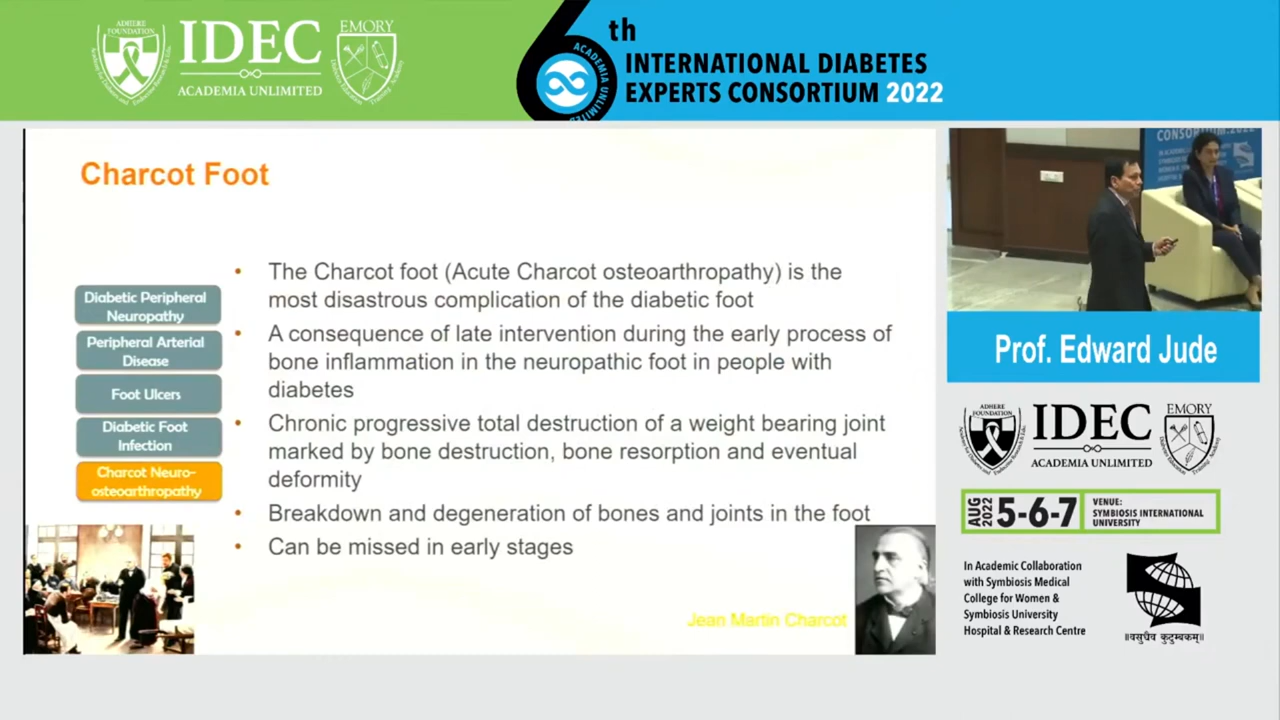 ADHERE
FOUNDATION
IDEC
ACADEMIA UNLIMITED
EMORY
6th
ACADEMIA UNLIMITED
INTERNATIONAL DIABETES
EXPERTS CONSORTIUM 2022
Charcot Foot
Diabetic Peripheral
Neuropathy
Peripheral Arterial
Disease
Foot Ulcers
Diabetic Foot
Infection
Charcot Neuro-
osteoarthropathy
• The Charcot foot (Acute Charcot osteoarthropathy) is the
most disastrous complication of the diabetic foot
• A consequence of late intervention during the early process of
bone inflammation in the neuropathic foot in people with
diabetes
• Chronic progressive total destruction of a weight bearing joint
marked by bone destruction, bone resorption and eventual
deformity
• Breakdown and degeneration of bones and joints in the foot
• Can be missed in early stages
Jean Martin Charcot
CONSORTIUM 2022
Prof. Edward Jude
ADHERE
FOUNDATION
IDEC
ACADEMIA UNLIMITED
EMORY
AUG 2022
5-6-7
VENUE:
SYMBIOSIS INTERNATIONAL
UNIVERSITY
In Academic Collaboration
with Symbiosis Medical
College for Women &
Symbiosis University
Hospital & Research Centre
॥वसुधैव कुटुम्बकम्॥